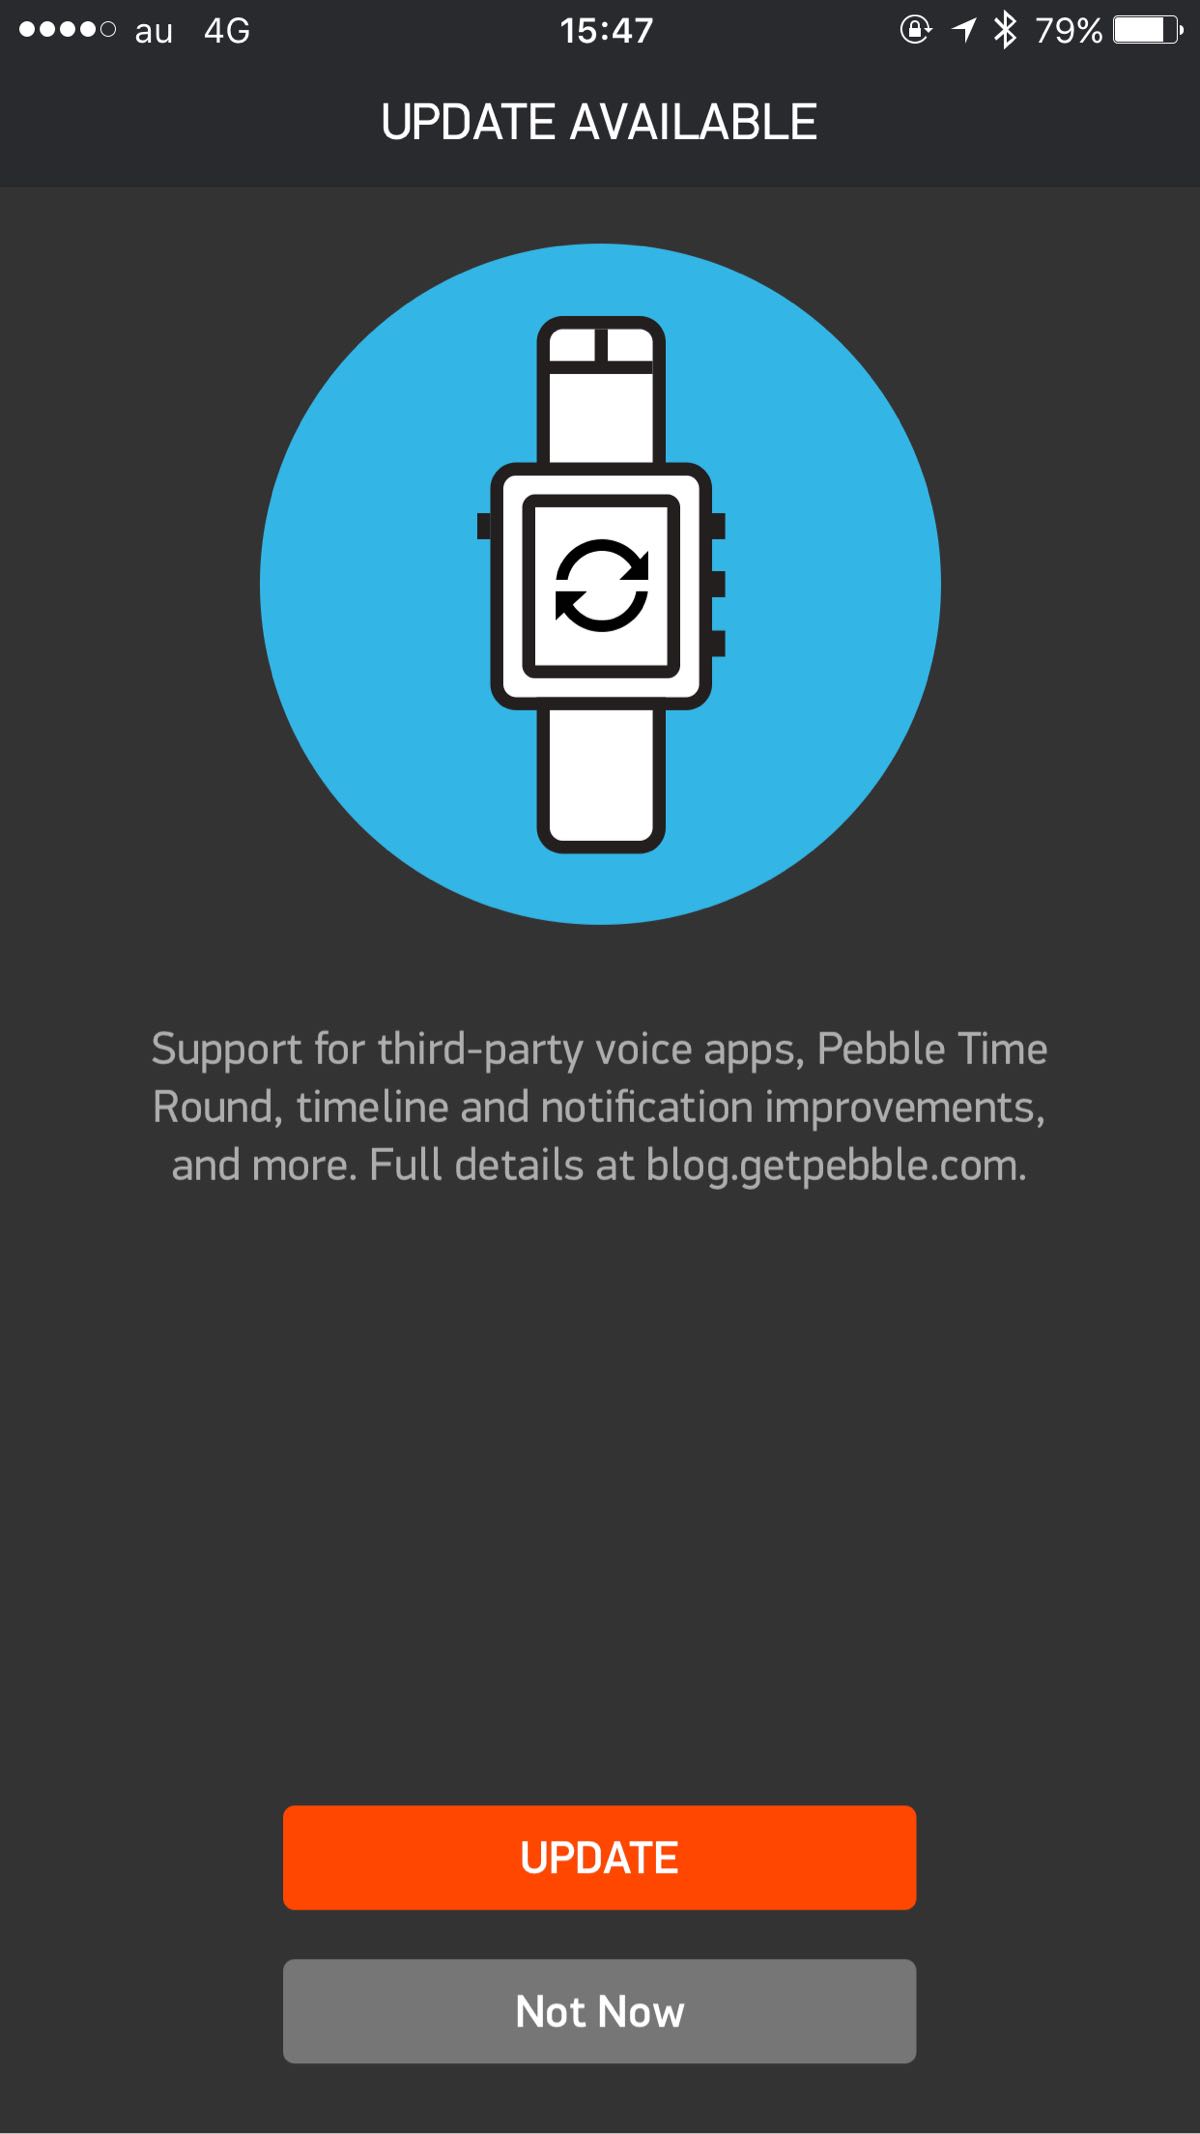 au 4G 15:47 79%
UPDATE AVAILABLE
Support for third-party voice apps, Pebble Time
Round, timeline and notification improvements,
and more. Full details at blog.getpebble.com.
UPDATE
Not Now